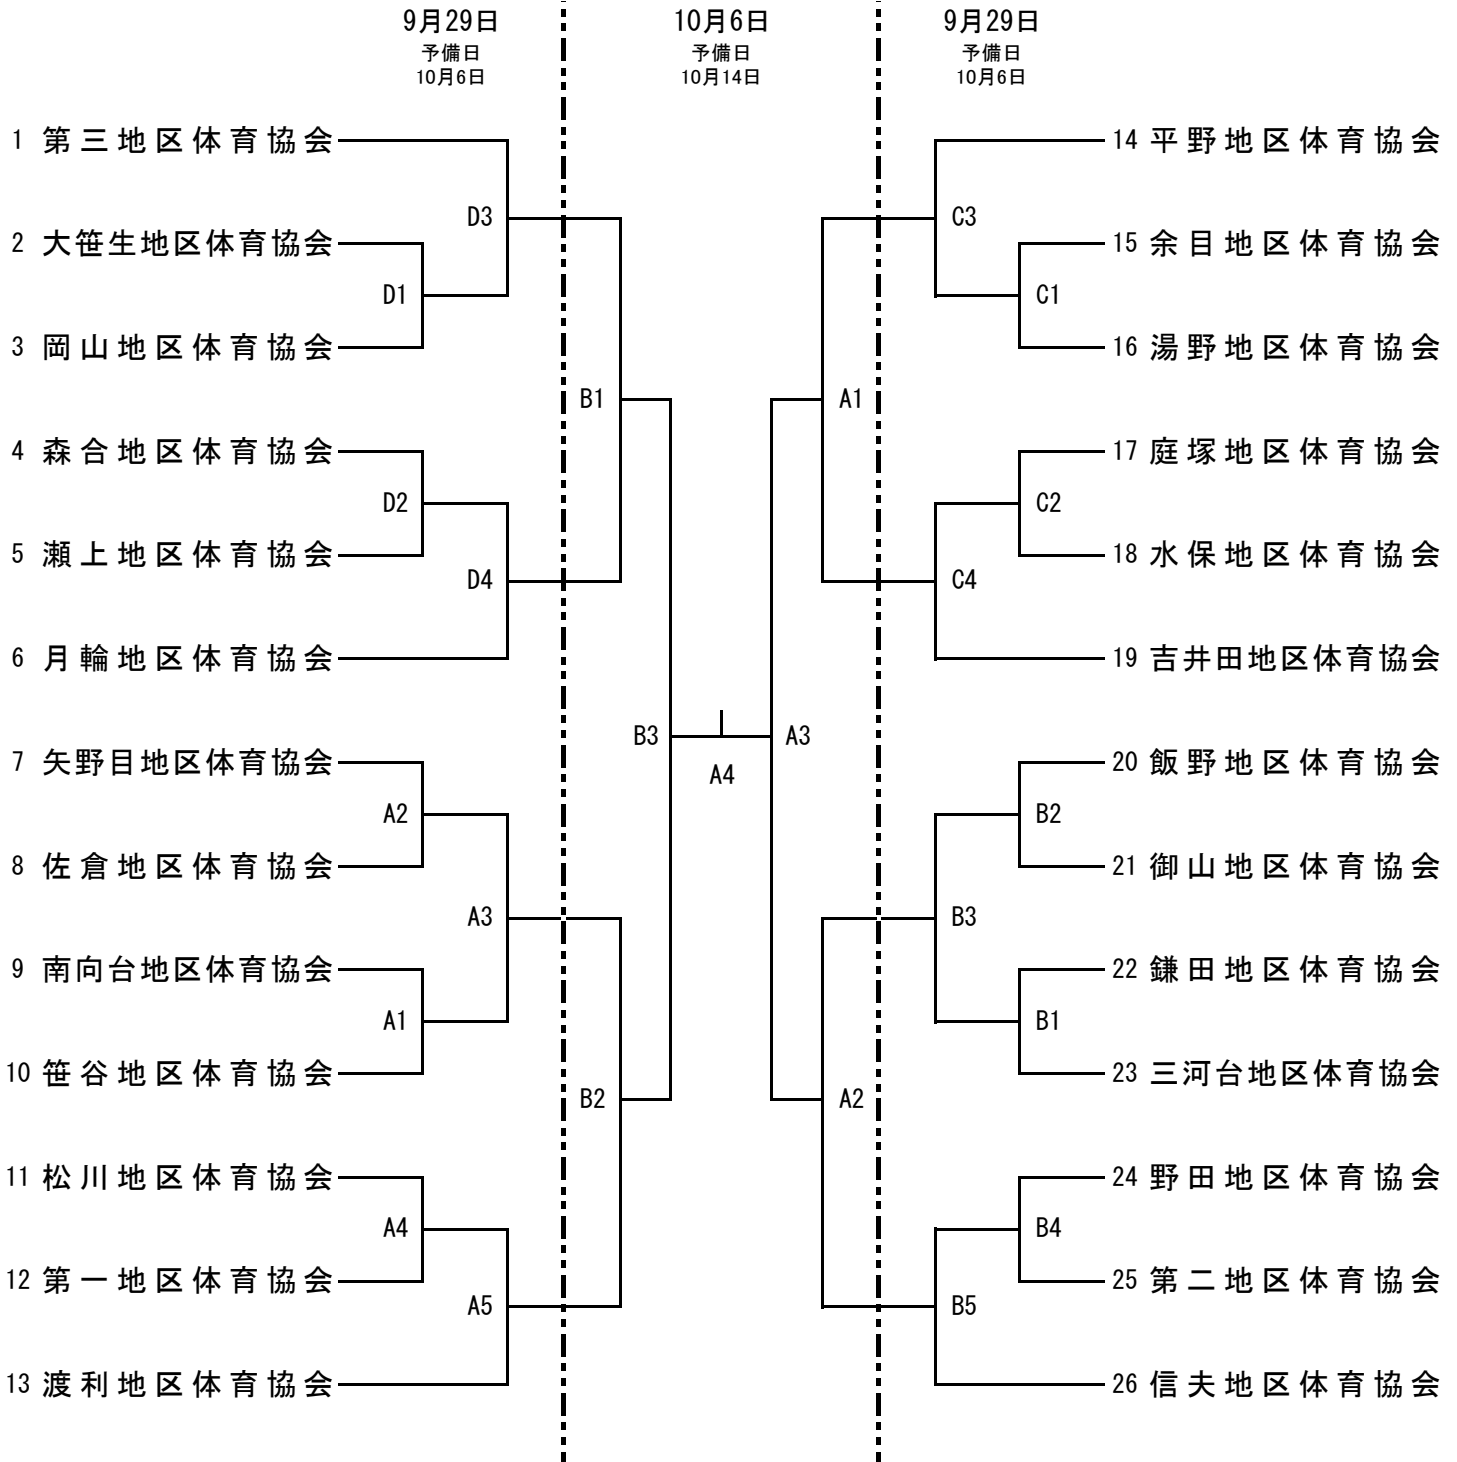 9月29日
予備日
10月6日
10月6日
予備日
10月14日
9月29日
予備日
10月6日
1 第三地区体育協会
2 大笹生地区体育協会
3 岡山地区体育協会
4 森合地区体育協会
5 瀬上地区体育協会
6 月輪地区体育協会
7 矢野目地区体育協会
8 佐倉地区体育協会
9 南向台地区体育協会
10 笹谷地区体育協会
11 松川地区体育協会
12 第一地区体育協会
13 渡利地区体育協会
D3
D1
D2
D4
A2
A3
A1
A4
A5
B1
B3
B2
A4
A1
A3
A2
C3
C1
C2
C4
B2
B3
B1
B4
B5
14 平野地区体育協会
15 余目地区体育協会
16 湯野地区体育協会
17 庭塚地区体育協会
18 水保地区体育協会
19 吉井田地区体育協会
20 飯野地区体育協会
21 御山地区体育協会
22 鎌田地区体育協会
23 三河台地区体育協会
24 野田地区体育協会
25 第二地区体育協会
26 信夫地区体育協会